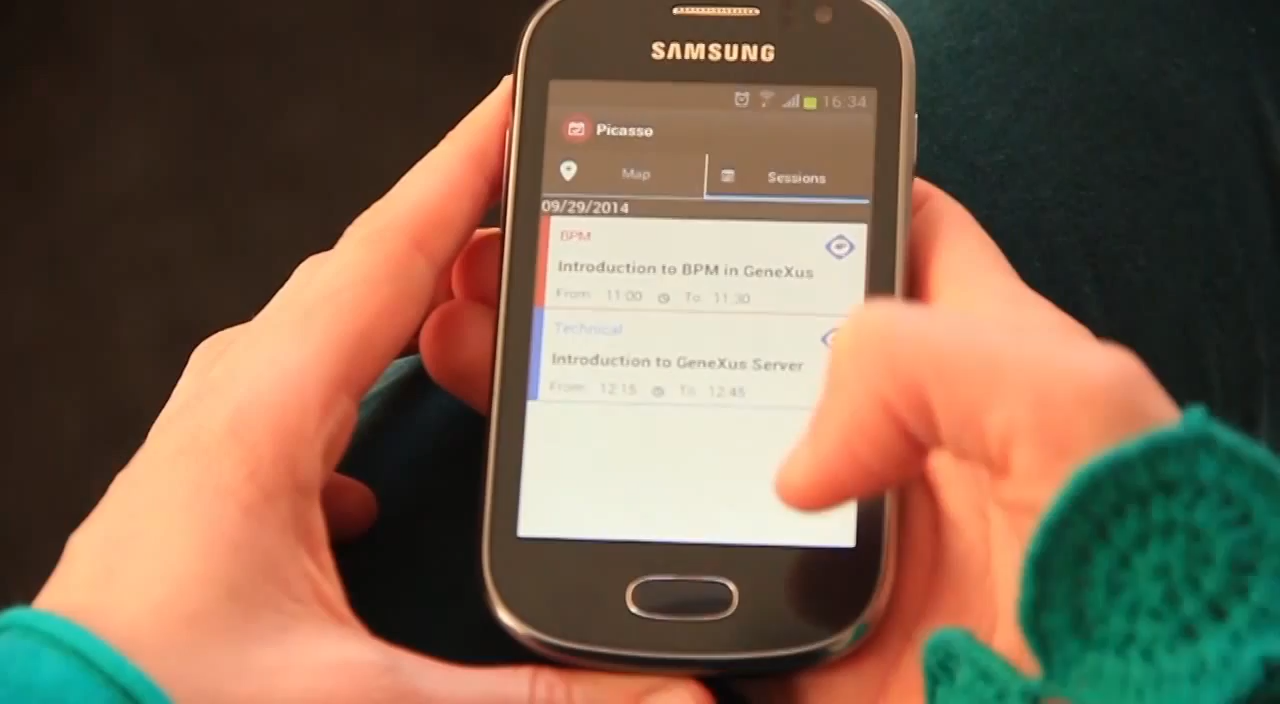 SAMSUNG
16:34
Picasso
Map
Sessions
09/29/2014
BPM
Introduction to BPM in GeneXus
From: 11:00 To: 11:30
Technical
Introduction to GeneXus Server
From: 12:15 To: 12:45